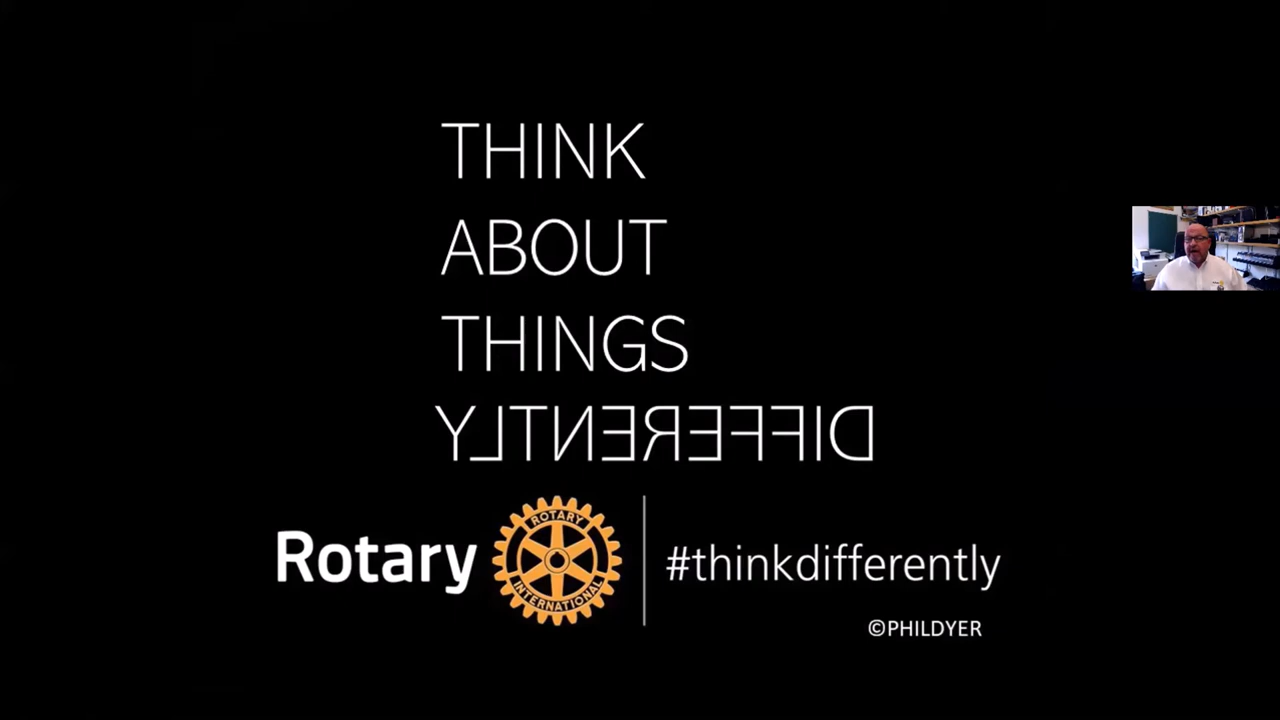 THINK
ABOUT
THINGS
DIFFERENTLY
Rotary
ROTARY
INTERNATIONAL
#thinkdifferently
©PHILDYER